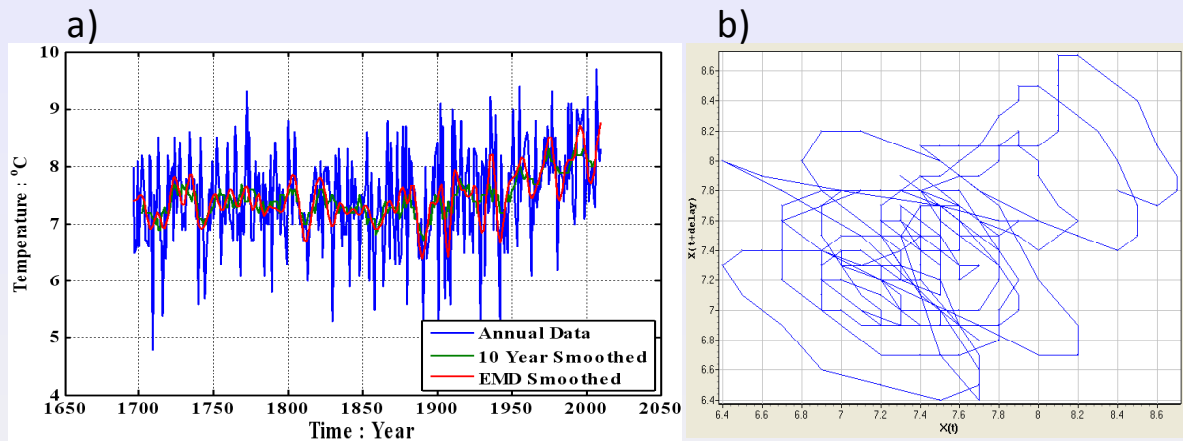 a)
10
9
8
7
6
5
4
Temperature : °C
1650 1700 1750 1800 1850 1900 1950 2000 2050
Time : Year
Annual Data
10 Year Smoothed
EMD Smoothed
b)
8.6
8.4
8.2
8
7.8
7.6
7.4
7.2
7
6.8
6.6
6.4
X(t+delay)
6.4 6.6 6.8 7 7.2 7.4 7.6 7.8 8 8.2 8.4 8.6
X(t)